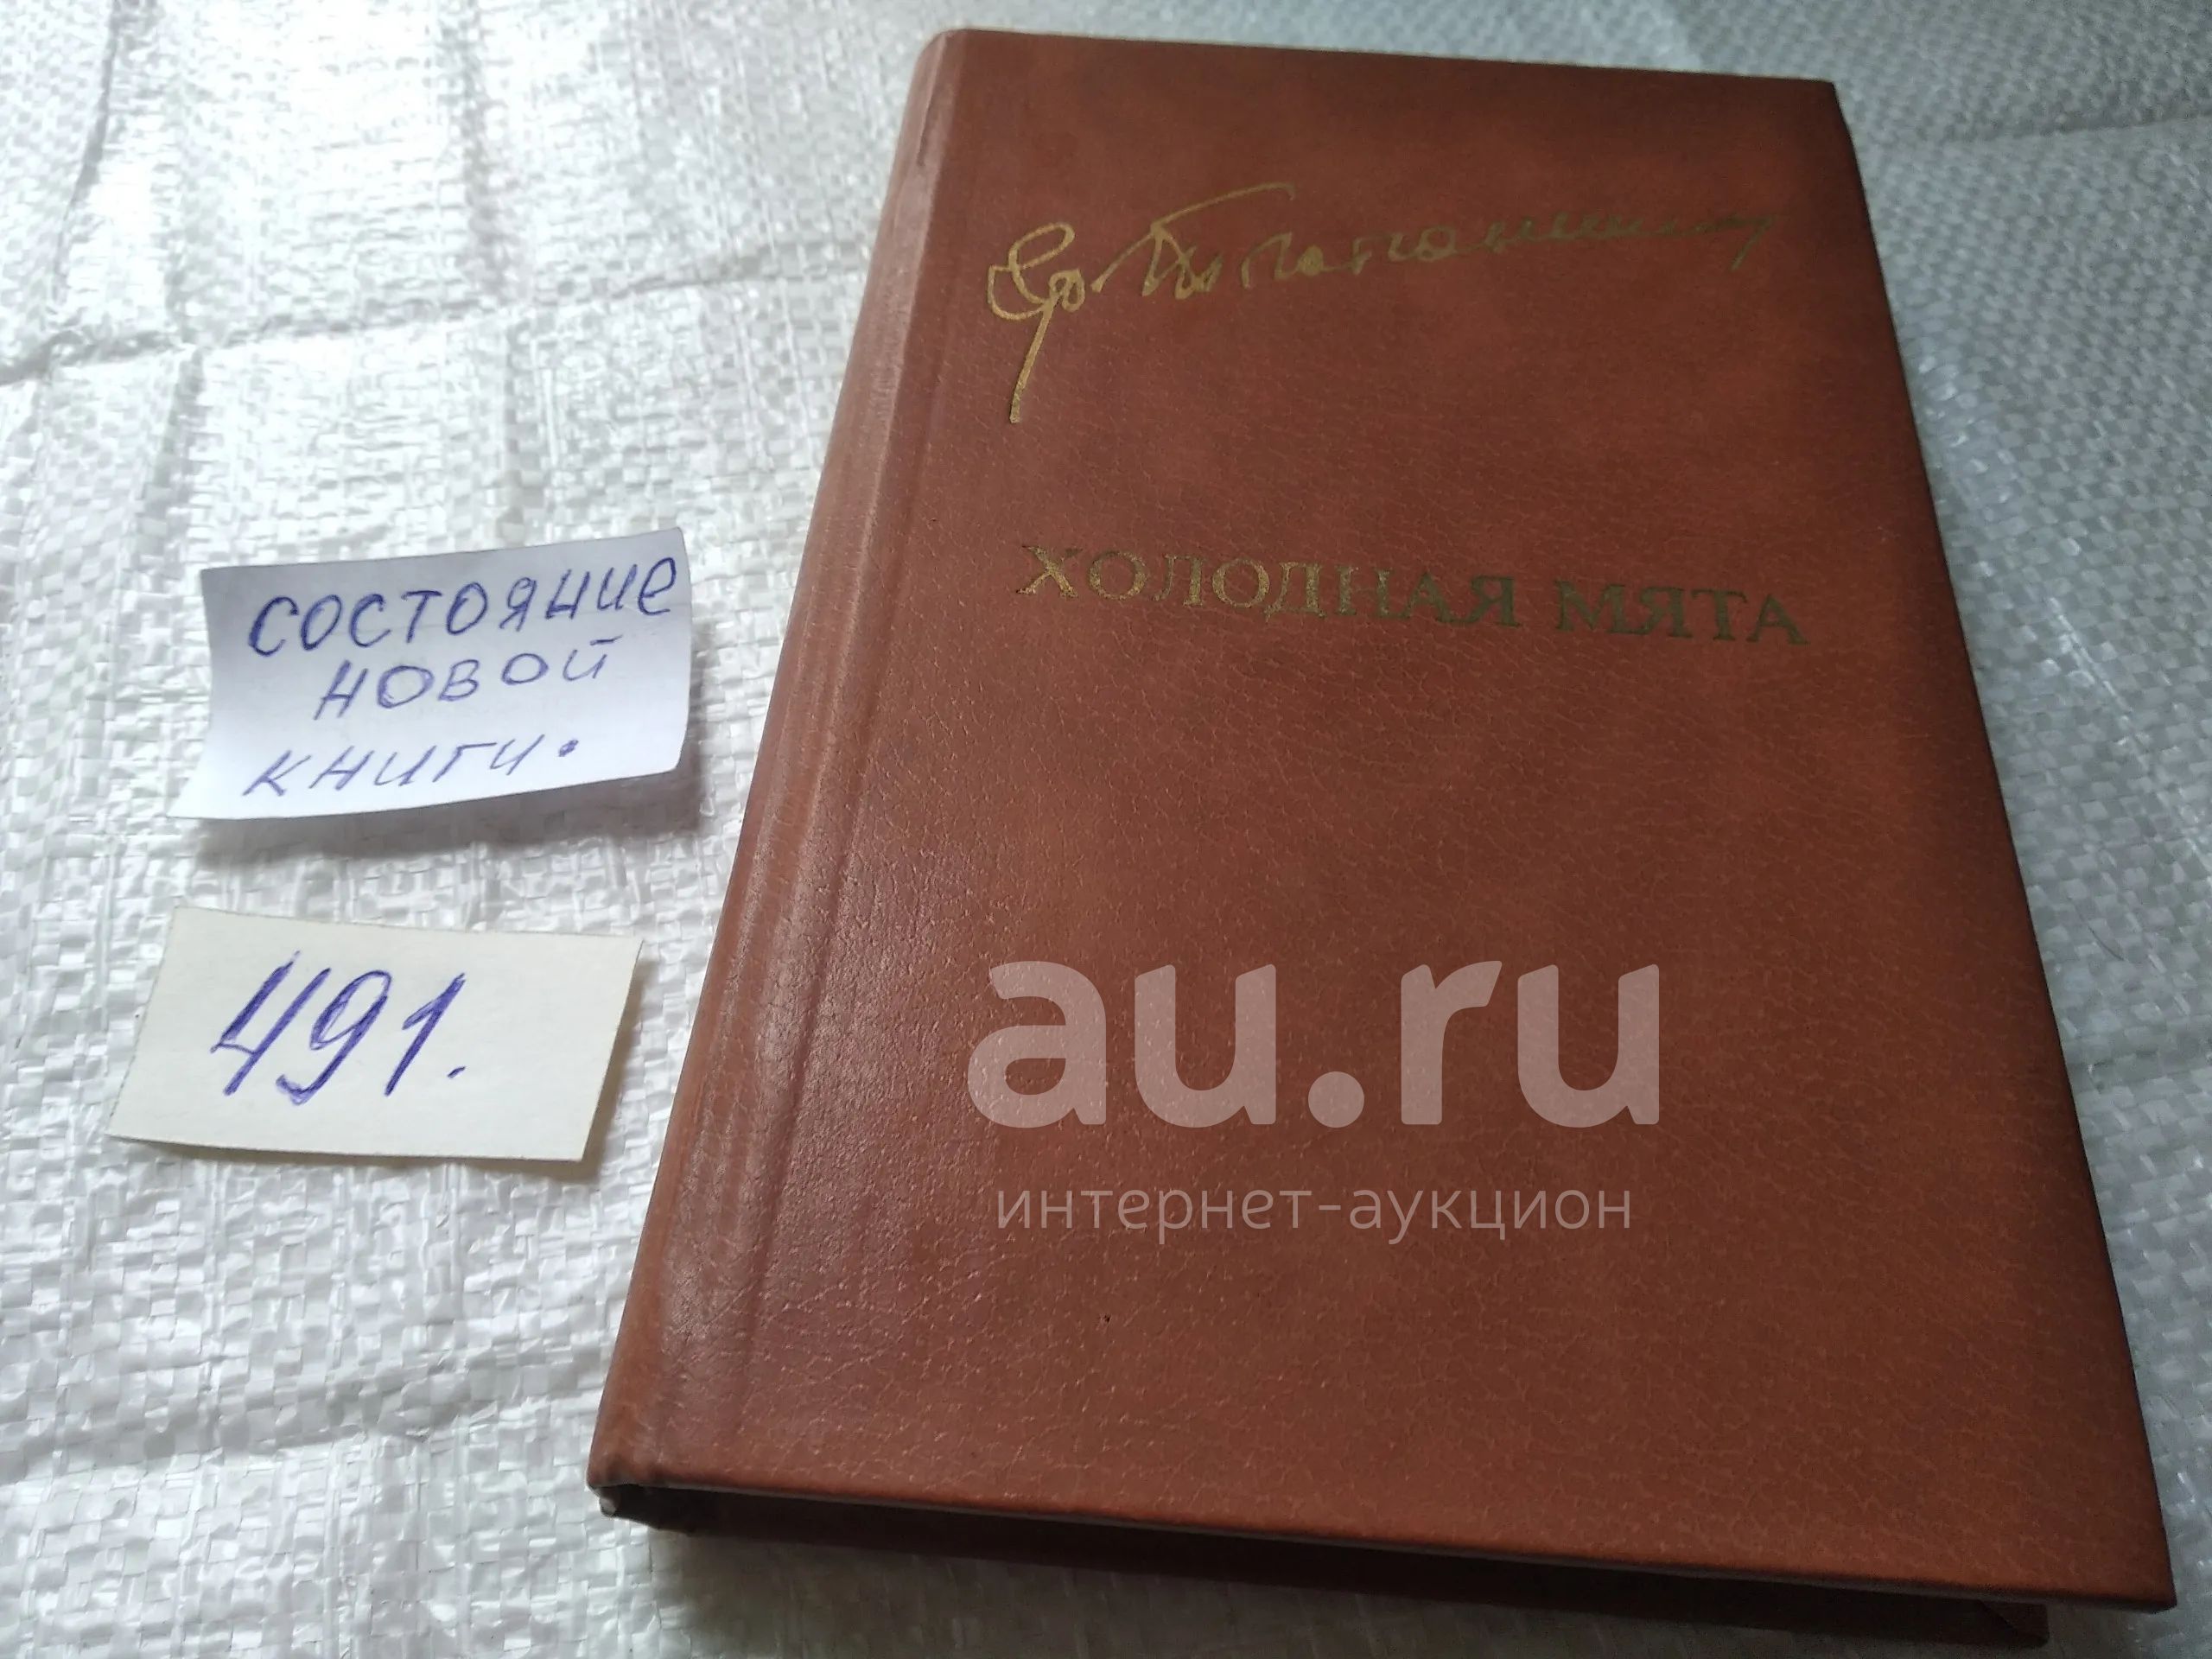 ХОЛОДНАЯ МЯТА
СОСТОЯНИЕ
НОВОЙ
КНИГИ.
491.
au.ru
интернет-аукцион